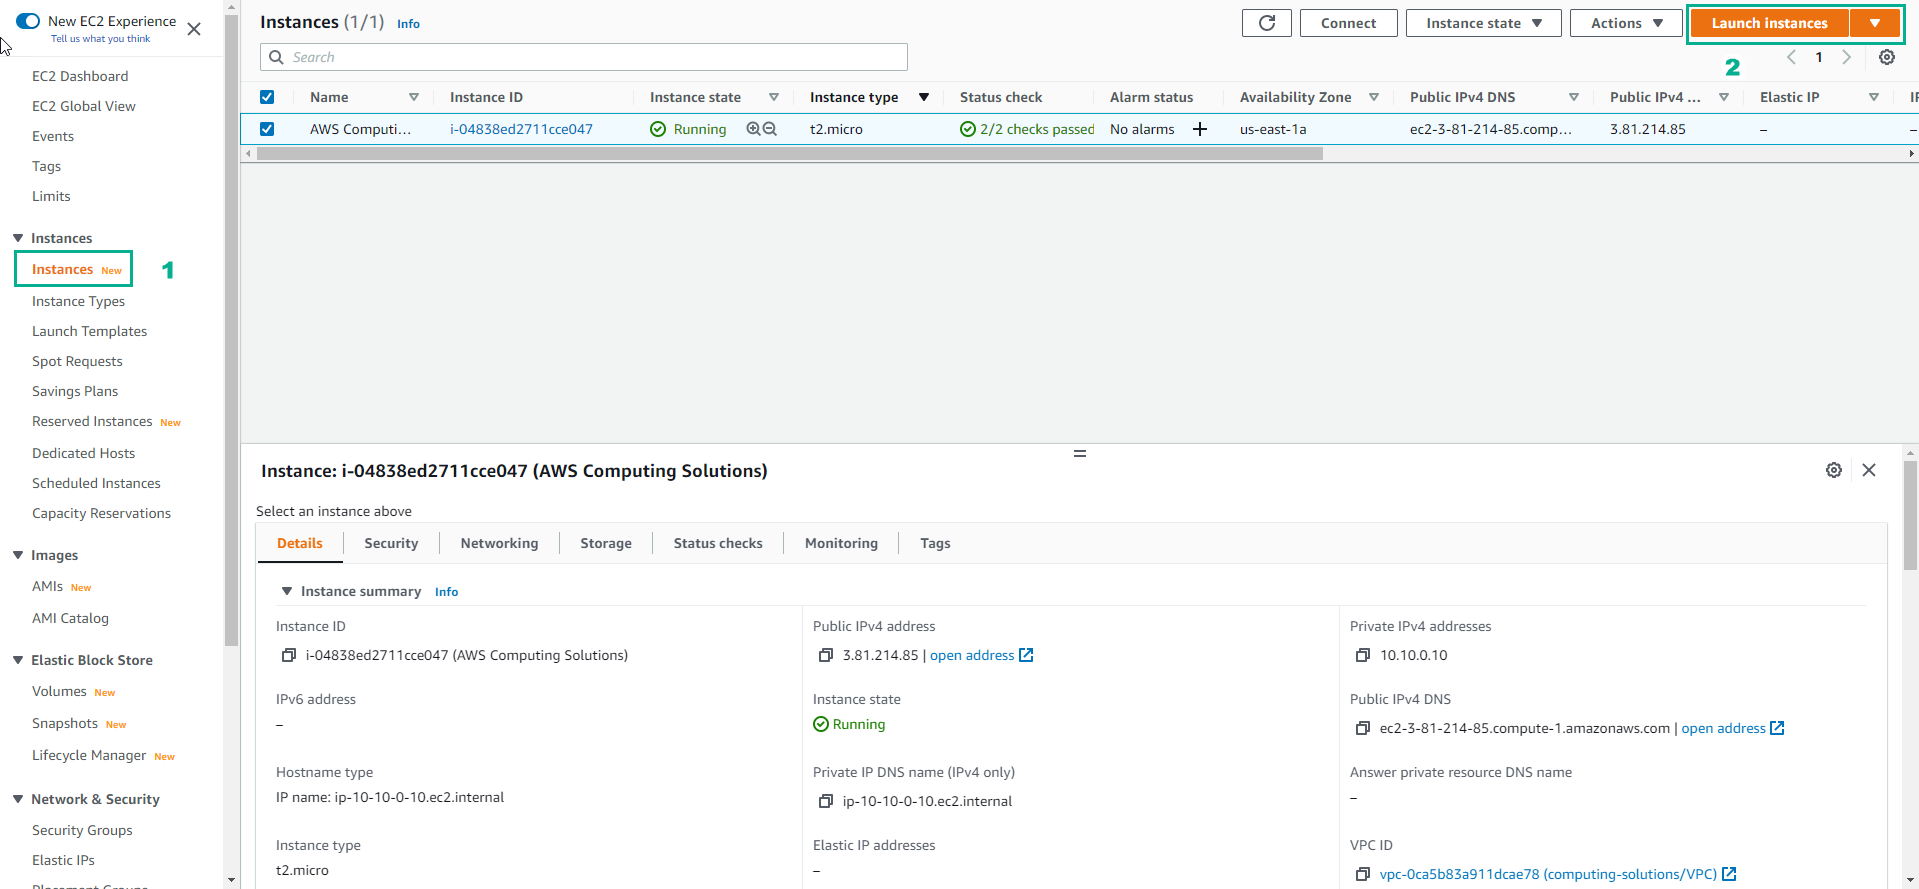 New EC2 Experience
Tell us what you think
EC2 Dashboard
EC2 Global View
Events
Tags
Limits
Instances
Instances New
1
Instance Types
Launch Templates
Spot Requests
Savings Plans
Reserved Instances New
Dedicated Hosts
Scheduled Instances
Capacity Reservations
Images
AMIs New
AMI Catalog
Elastic Block Store
Volumes New
Snapshots New
Lifecycle Manager New
Network & Security
Security Groups
Elastic IPs
Instances (1/1) Info
Connect
Instance state
Actions
Launch instances
Search
2
1
Name Instance ID Instance state Instance type Status check Alarm status Availability Zone Public IPv4 DNS Public IPv4 ... Elastic IP
AWS Computi... i-04838ed2711cce047 Running t2.micro 2/2 checks passed No alarms + us-east-1a ec2-3-81-214-85.comp... 3.81.214.85 – –
Instance: i-04838ed2711cce047 (AWS Computing Solutions)
Select an instance above
Details Security Networking Storage Status checks Monitoring Tags
Instance summary Info
Instance ID
i-04838ed2711cce047 (AWS Computing Solutions)
Public IPv4 address
3.81.214.85 | open address
Private IPv4 addresses
10.10.0.10
IPv6 address
–
Instance state
Running
Public IPv4 DNS
ec2-3-81-214-85.compute-1.amazonaws.com | open address
Hostname type
IP name: ip-10-10-0-10.ec2.internal
Private IP DNS name (IPv4 only)
ip-10-10-0-10.ec2.internal
Answer private resource DNS name
–
Instance type
t2.micro
Elastic IP addresses
–
VPC ID
vpc-0ca5b83a911dcae78 (computing-solutions/VPC)